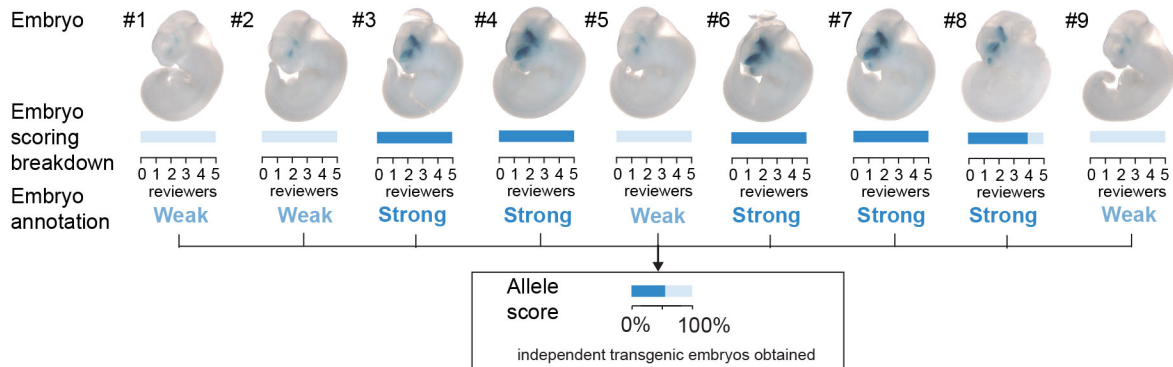 Embryo #1 #2 #3 #4 #5 #6 #7 #8 #9
Embryo
scoring
breakdown
0 1 2 3 4 5 0 1 2 3 4 5 0 1 2 3 4 5 0 1 2 3 4 5 0 1 2 3 4 5 0 1 2 3 4 5 0 1 2 3 4 5 0 1 2 3 4 5 0 1 2 3 4 5
reviewers reviewers reviewers reviewers reviewers reviewers reviewers reviewers reviewers
Embryo
annotation
Weak Weak Strong Strong Weak Strong Strong Strong Weak
Allele
score
0% 100%
independent transgenic embryos obtained